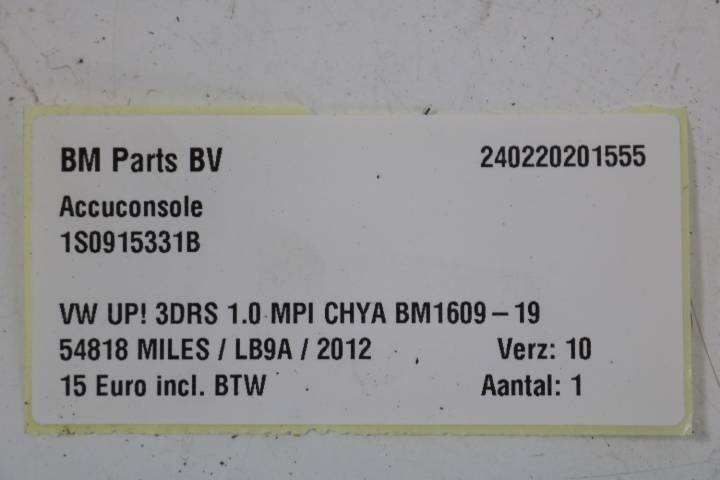 BM Parts BV 240220201555
Accuconsole
1S0915331B
VW UP! 3DRS 1.0 MPI CHYA BM1609-19
54818 MILES / LB9A / 2012 Verz: 10
15 Euro incl. BTW Aantal: 1